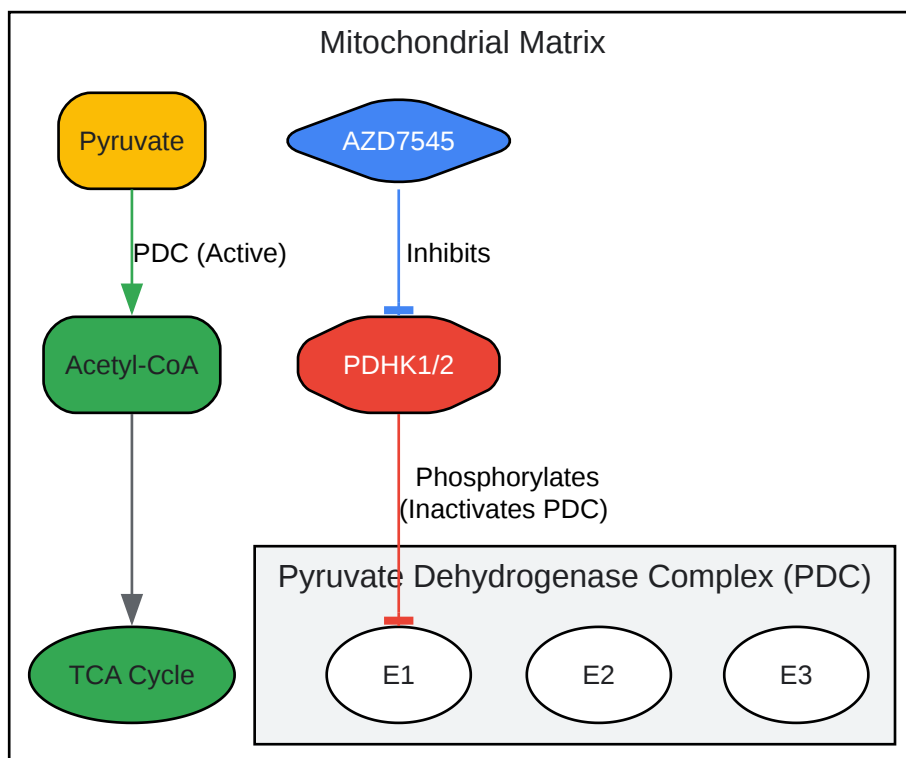 Mitochondrial Matrix
Pyruvate
AZD7545
PDC (Active)
Inhibits
Acetyl-CoA
PDHK1/2
Phosphorylates
(Inactivates PDC)
Pyruvate Dehydrogenase Complex (PDC)
TCA Cycle
E1
E2
E3